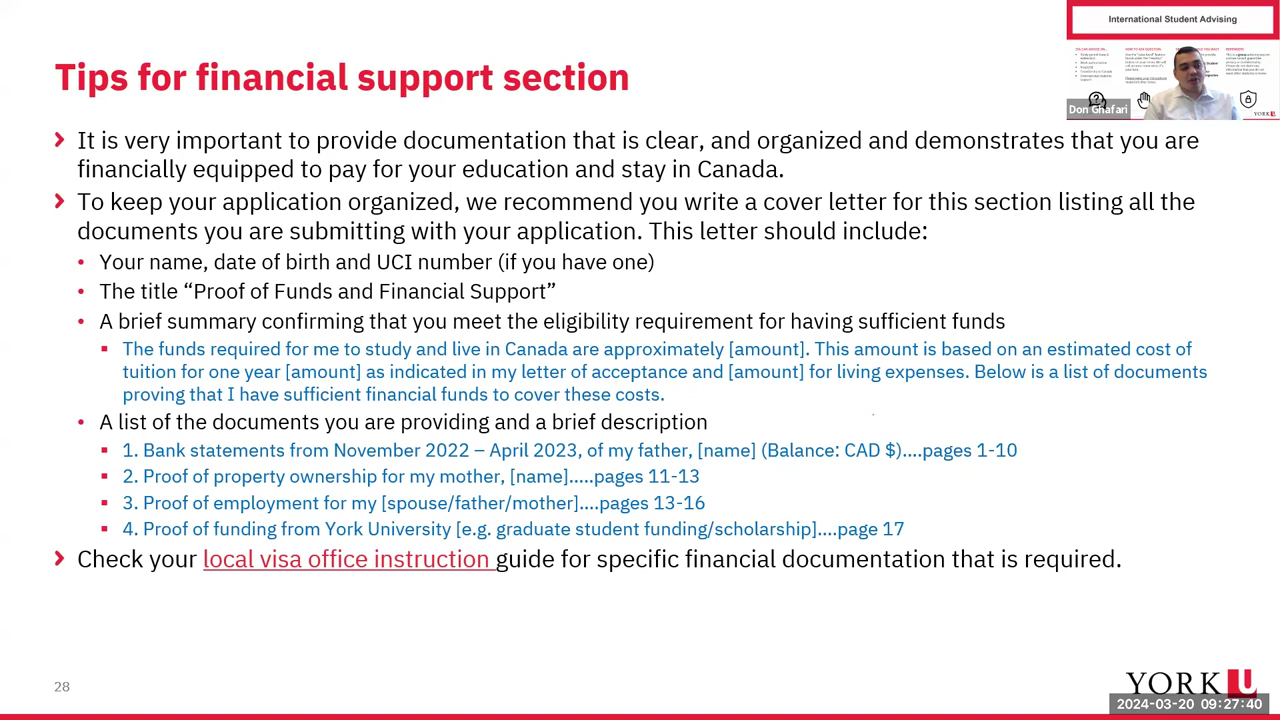 International Student Advising
Tips for financial support section
Don Ghafari
YORK U
It is very important to provide documentation that is clear, and organized and demonstrates that you are
financially equipped to pay for your education and stay in Canada.
To keep your application organized, we recommend you write a cover letter for this section listing all the
documents you are submitting with your application. This letter should include:
• Your name, date of birth and UCI number (if you have one)
• The title “Proof of Funds and Financial Support”
• A brief summary confirming that you meet the eligibility requirement for having sufficient funds
The funds required for me to study and live in Canada are approximately [amount]. This amount is based on an estimated cost of
tuition for one year [amount] as indicated in my letter of acceptance and [amount] for living expenses. Below is a list of documents
proving that I have sufficient financial funds to cover these costs.
• A list of the documents you are providing and a brief description
1. Bank statements from November 2022 – April 2023, of my father, [name] (Balance: CAD $)....pages 1-10
2. Proof of property ownership for my mother, [name].....pages 11-13
3. Proof of employment for my [spouse/father/mother]....pages 13-16
4. Proof of funding from York University [e.g. graduate student funding/scholarship]....page 17
Check your local visa office instruction guide for specific financial documentation that is required.
28
YORK U
2024-03-20 09:27:40